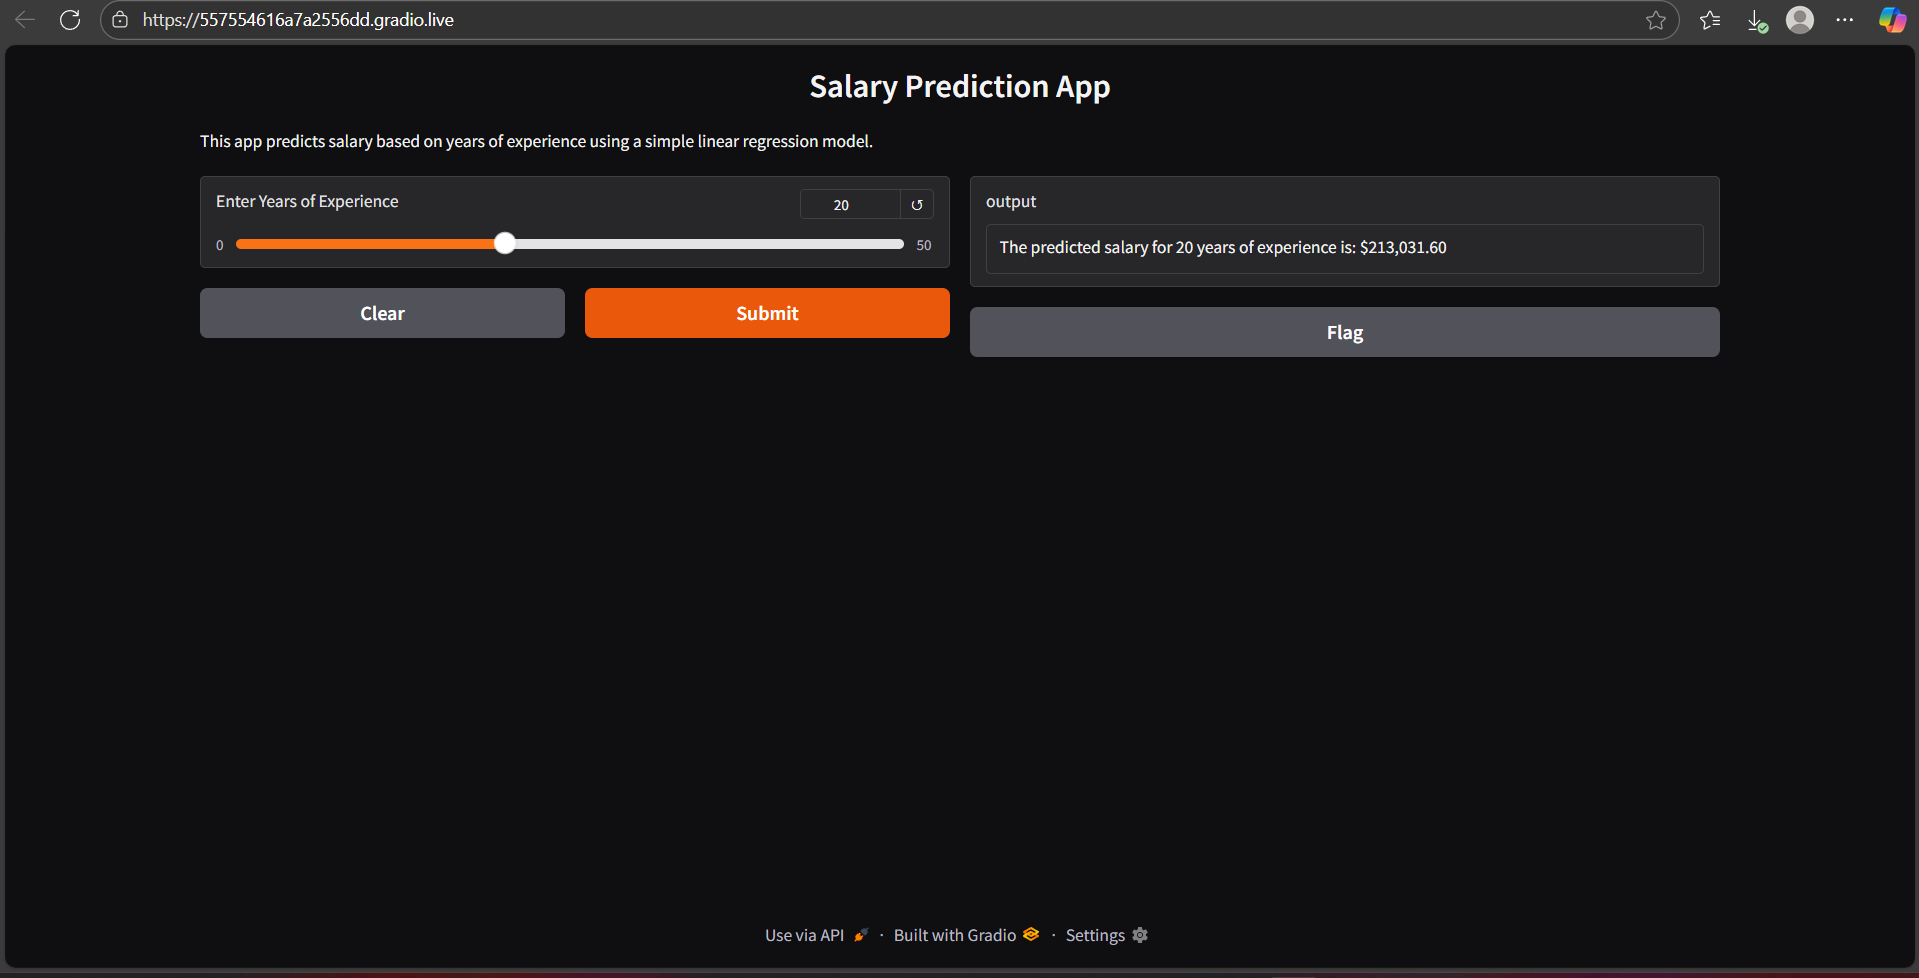 https://557554616a7a2556dd.gradio.live
Salary Prediction App
This app predicts salary based on years of experience using a simple linear regression model.
Enter Years of Experience
20
0
50
Clear
Submit
output
The predicted salary for 20 years of experience is: $213,031.60
Flag
Use via API · Built with Gradio · Settings